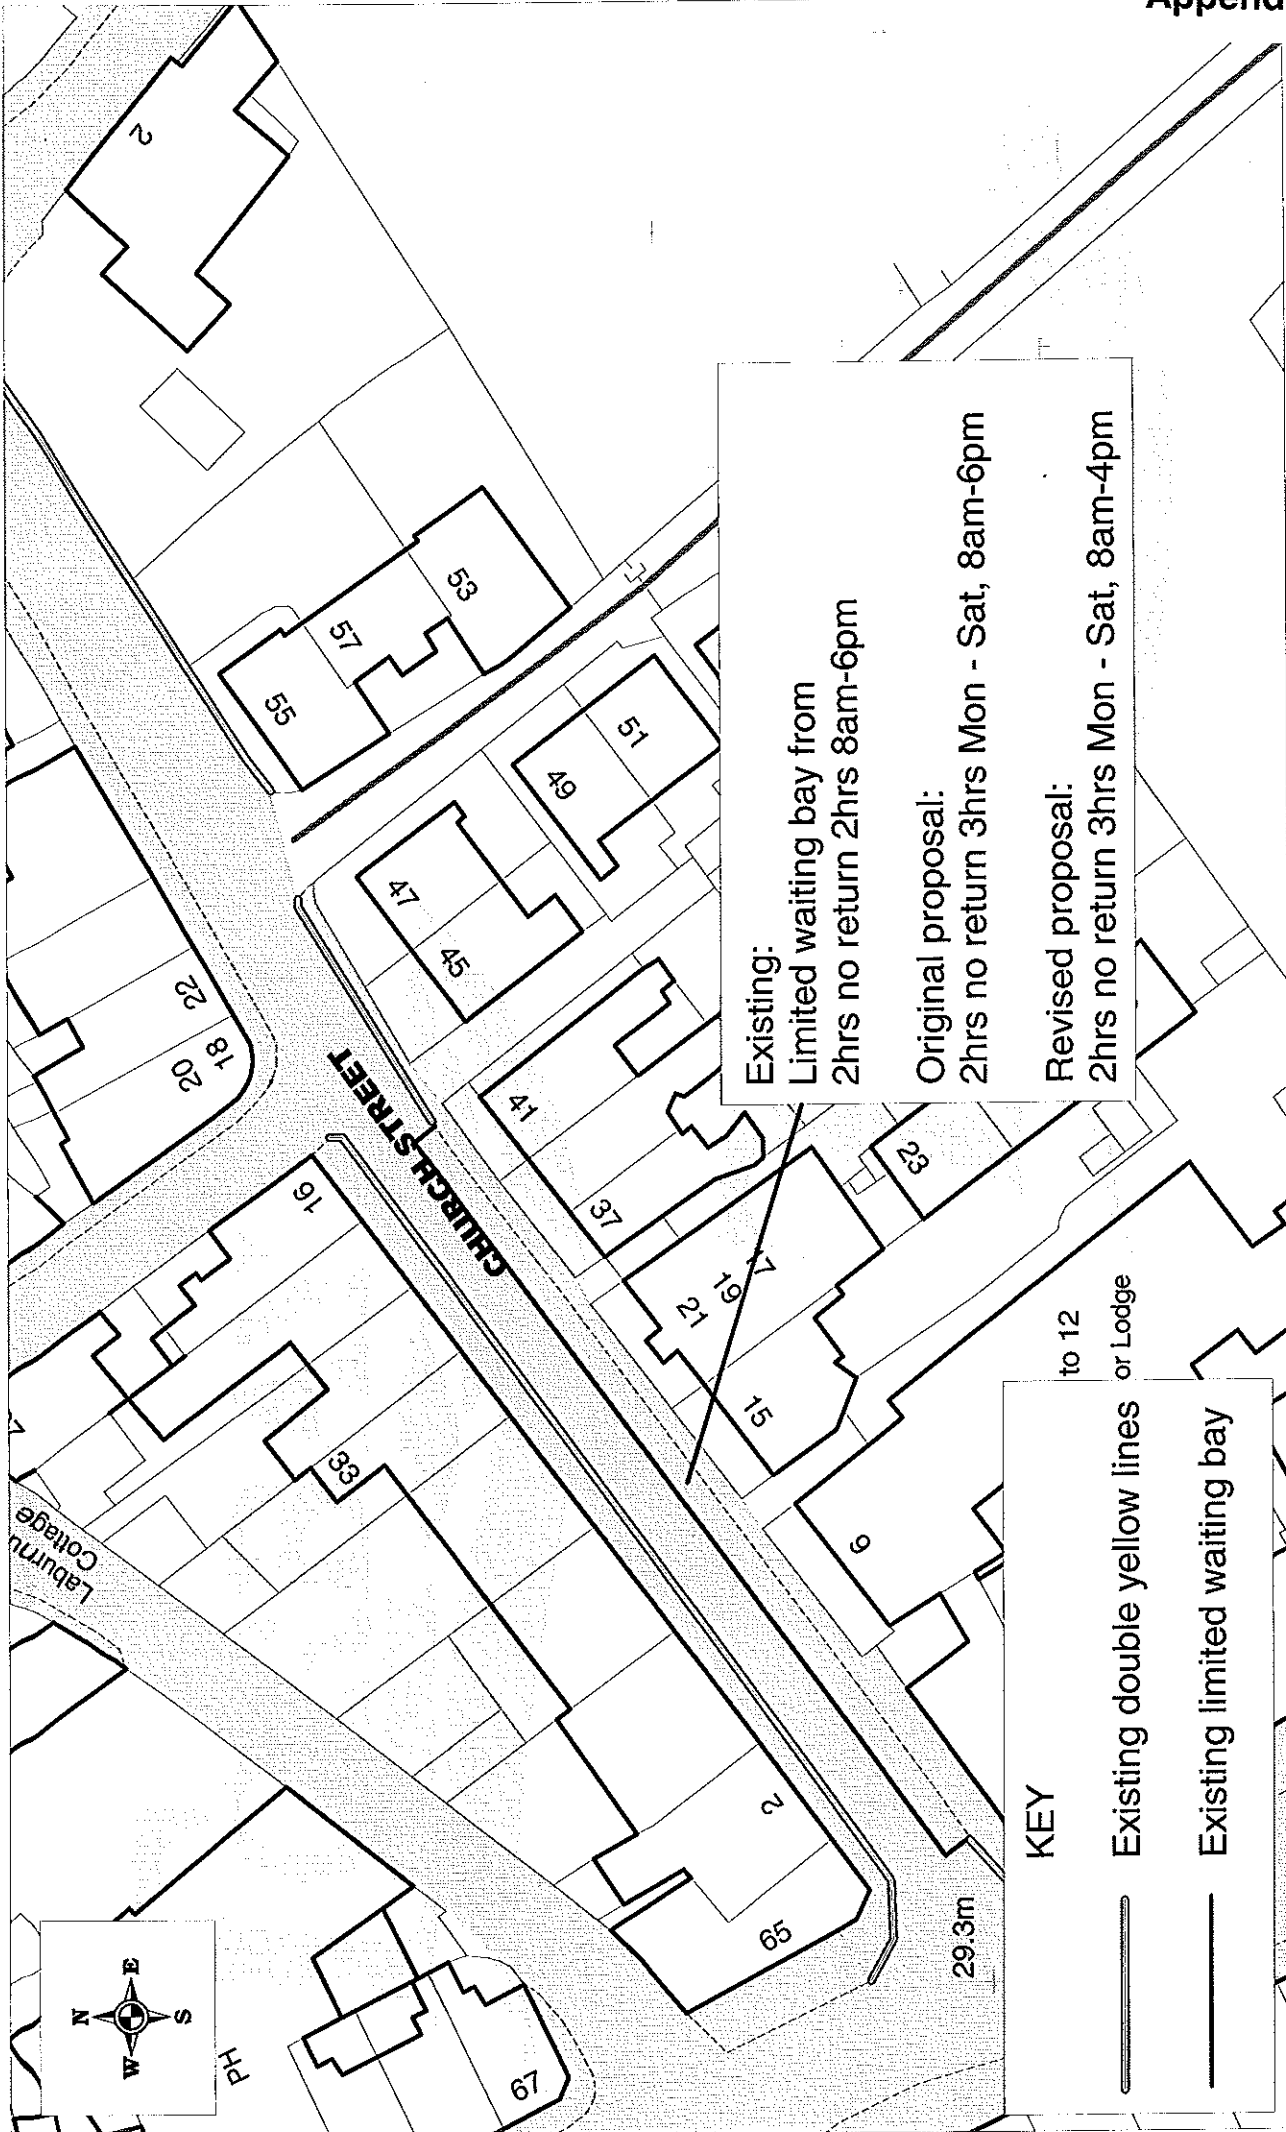 Append
2
55
57
53
47
45
49
51
22
18
20
16
CHURCH STREET
41
37
33
21
19
17
15
23
9
2
65
67
PH
Cottage
29.3m
to 12
or Lodge
N
W
E
S
Existing:
Limited waiting bay from
2hrs no return 2hrs 8am-6pm
Original proposal:
2hrs no return 3hrs Mon - Sat, 8am-6pm
Revised proposal:
2hrs no return 3hrs Mon - Sat, 8am-4pm
KEY
Existing double yellow lines
Existing limited waiting bay